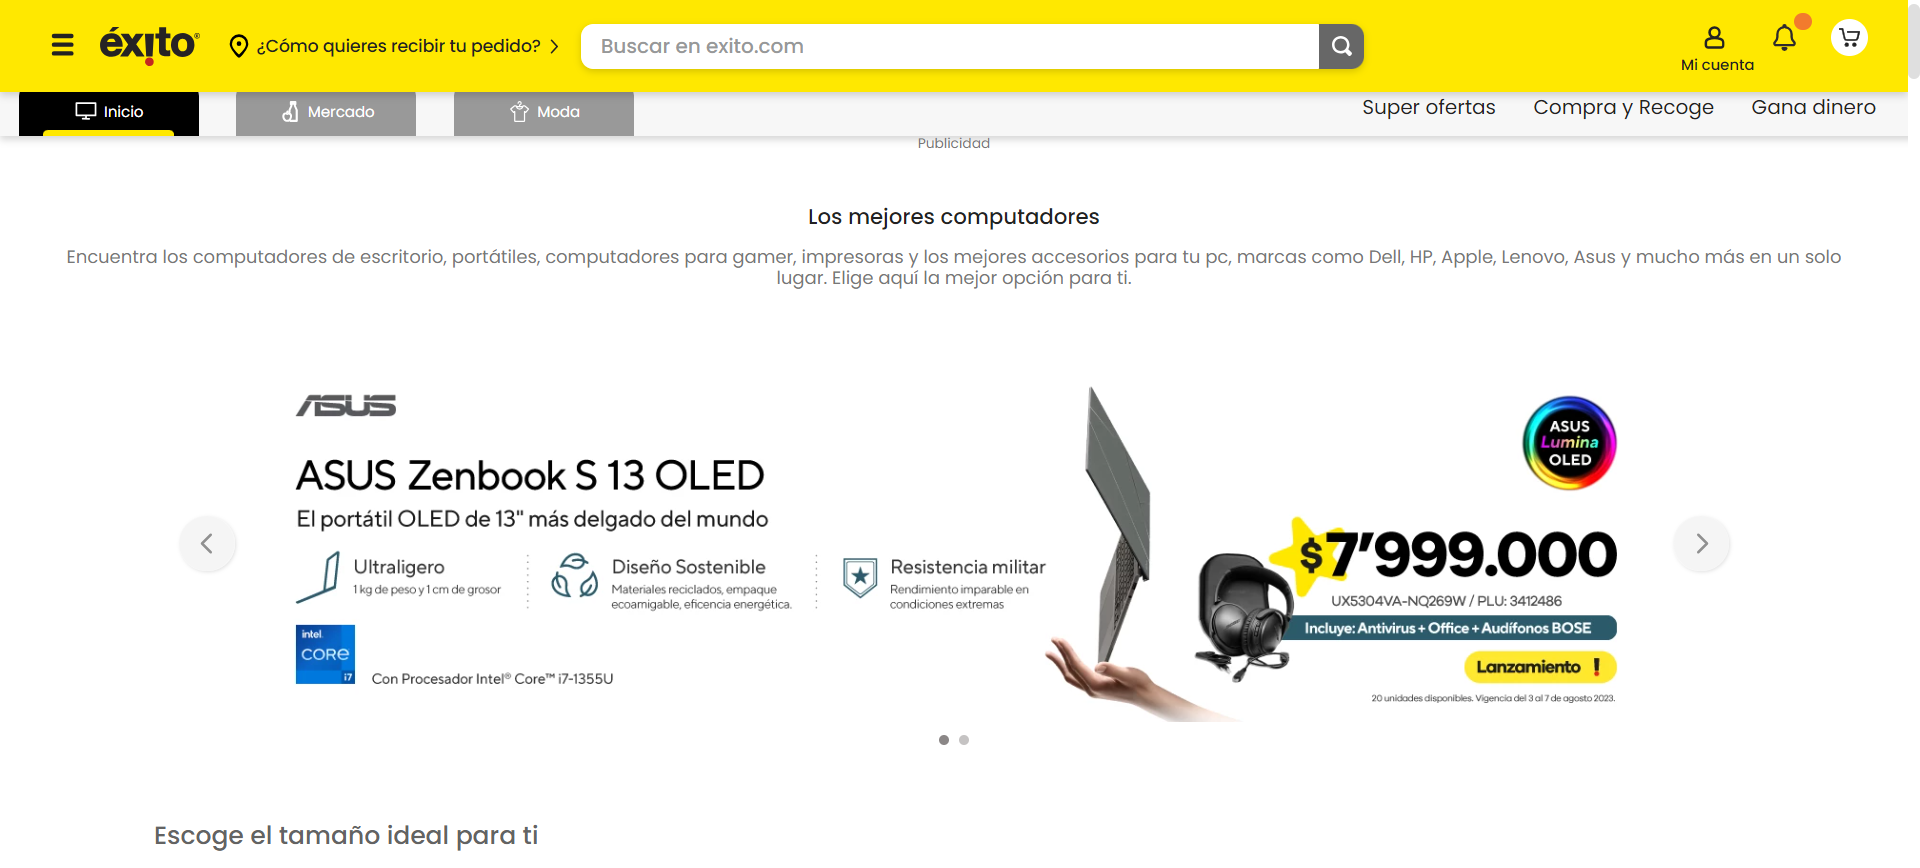 éxito
¿Cómo quieres recibir tu pedido?
Buscar en exito.com
Mi cuenta
Inicio
Mercado
Moda
Super ofertas
Compra y Recoge
Gana dinero
Publicidad
Los mejores computadores
Encuentra los computadores de escritorio, portátiles, computadores para gamer, impresoras y los mejores accesorios para tu pc, marcas como Dell, HP, Apple, Lenovo, Asus y mucho más en un solo
lugar. Elige aquí la mejor opción para ti.
ASUS
ASUS Zenbook S 13 OLED
El portátil OLED de 13" más delgado del mundo
Ultraligero
1 kg de peso y 1 cm de grosor
Diseño Sostenible
Materiales reciclados, empaque
ecoamigable, eficencia energética.
Resistencia militar
Rendimiento imparable en
condiciones extremas
intel.
CORE
i7
Con Procesador Intel® Core™ i7-1355U
ASUS
Lumina
OLED
$7'999.000
UX5304VA-NQ269W / PLU: 3412486
Incluye: Antivirus + Office + Audífonos BOSE
Lanzamiento !
20 unidades disponibles. Vigencia del 3 al 7 de agosto 2023.
Escoge el tamaño ideal para ti